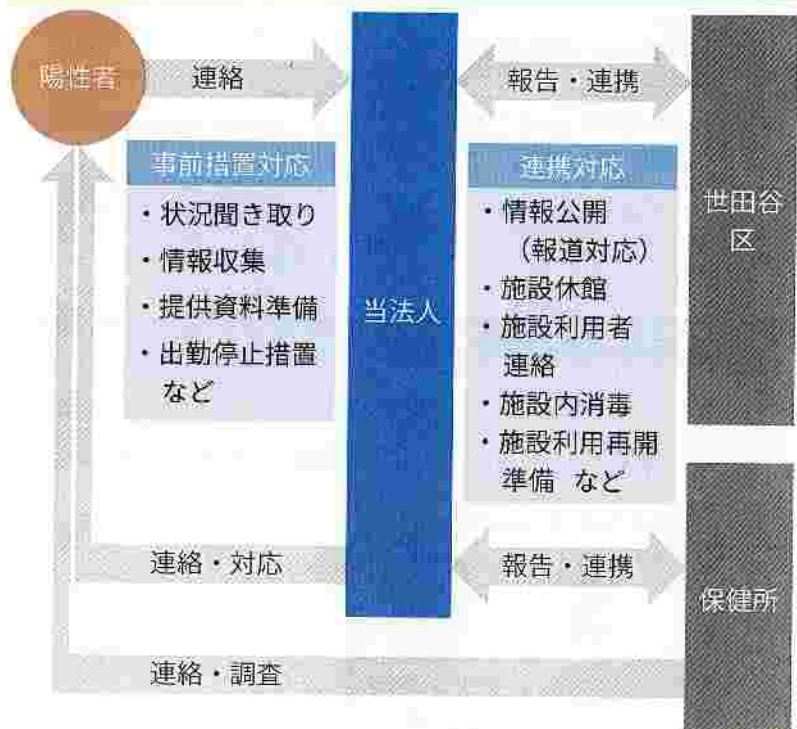 陽性者
連絡
報告・連携
事前措置対応
・状況聞き取り
・情報収集
・提供資料準備
・出勤停止措置
など
当法人
連携対応
・情報公開
（報道対応）
・施設休館
・施設利用者
連絡
・施設内消毒
・施設利用再開
準備 など
世田谷
区
連絡・対応
報告・連携
保健所
連絡・調査